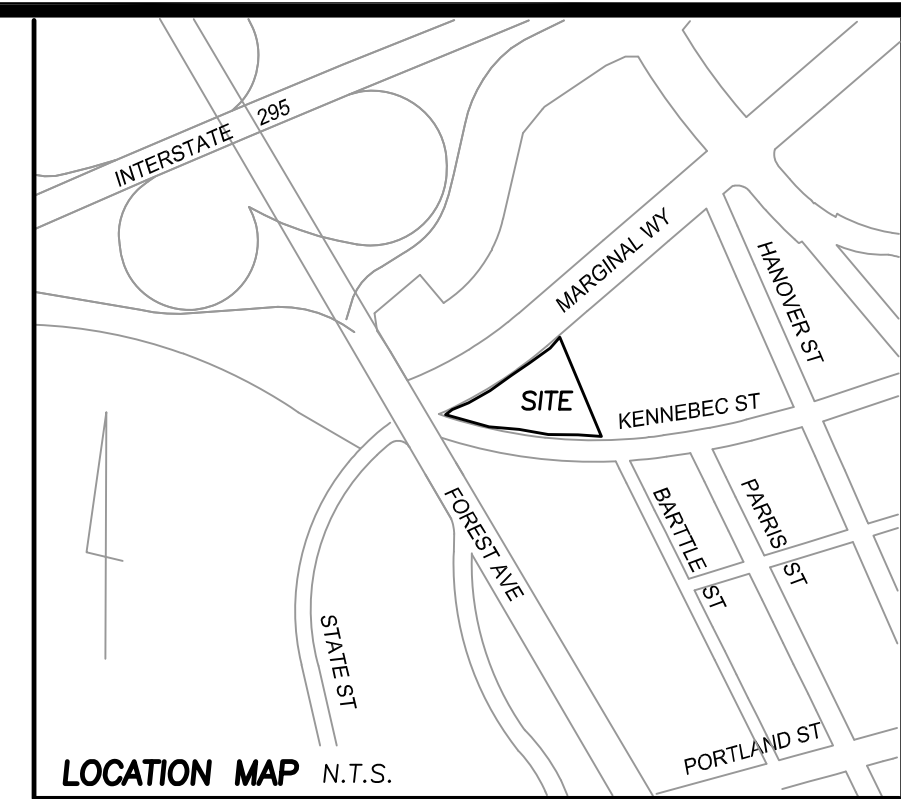 INTERSTATE 295
MARGINAL WY
HANOVER ST
SITE
KENNEBEC ST
FOREST AVE
BARTTLE ST
PARRIS ST
STATE ST
PORTLAND ST
LOCATION MAP N.T.S.